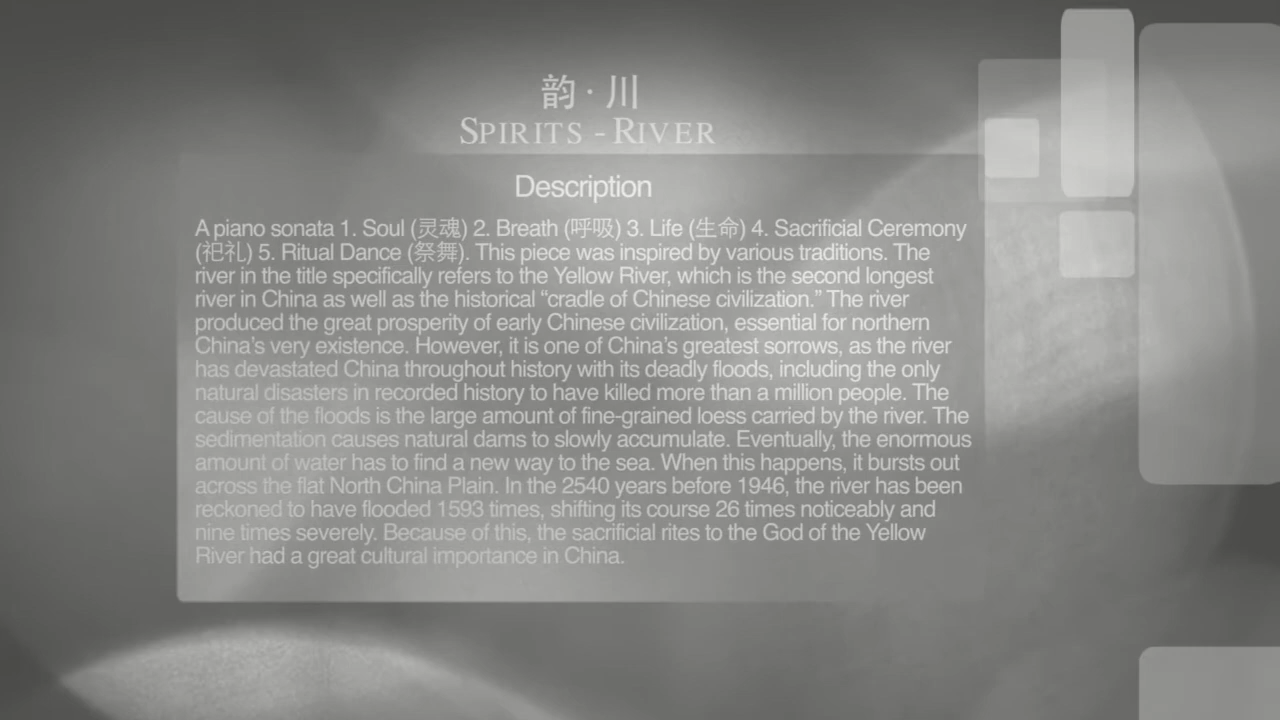 韵·川
SPIRITS - RIVER
Description
A piano sonata 1. Soul (灵魂) 2. Breath (呼吸) 3. Life (生命) 4. Sacrificial Ceremony
(祀礼) 5. Ritual Dance (祭舞). This piece was inspired by various traditions. The
river in the title specifically refers to the Yellow River, which is the second longest
river in China as well as the historical “cradle of Chinese civilization.” The river
produced the great prosperity of early Chinese civilization, essential for northern
China’s very existence. However, it is one of China’s greatest sorrows, as the river
has devastated China throughout history with its deadly floods, including the only
natural disasters in recorded history to have killed more than a million people. The
cause of the floods is the large amount of fine-grained loess carried by the river. The
sedimentation causes natural dams to slowly accumulate. Eventually, the enormous
amount of water has to find a new way to the sea. When this happens, it bursts out
across the flat North China Plain. In the 2540 years before 1946, the river has been
reckoned to have flooded 1593 times, shifting its course 26 times noticeably and
nine times severely. Because of this, the sacrificial rites to the God of the Yellow
River had a great cultural importance in China.